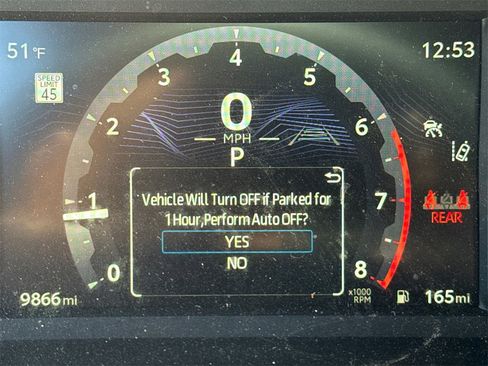 51 °F
12:53
SPEED
LIMIT
45
0 1 2 3 4 5 6 7 8
0
MPH
P
Vehicle Will Turn OFF if Parked for
1 Hour,Perform Auto OFF?
YES
NO
REAR
x1000
RPM
9866 mi
165 mi